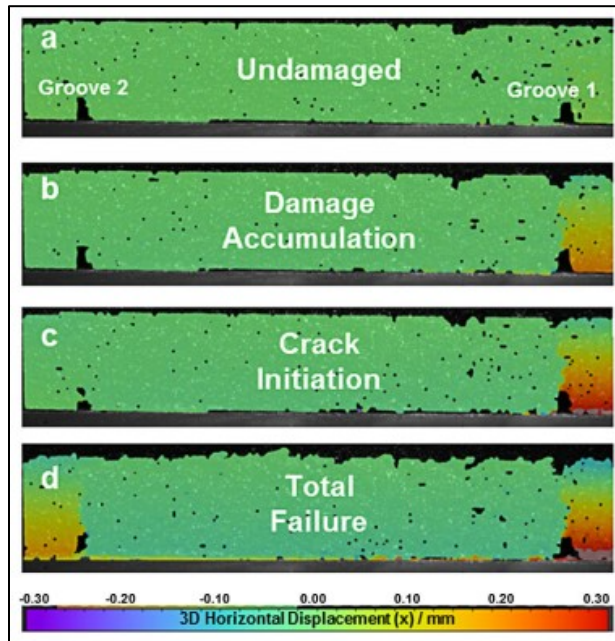 a
Undamaged
Groove 2
Groove 1
b
Damage
Accumulation
c
Crack
Initiation
d
Total
Failure
-0.30 -0.20 -0.10 0.00 0.10 0.20 0.30
3D Horizontal Displacement (x) / mm